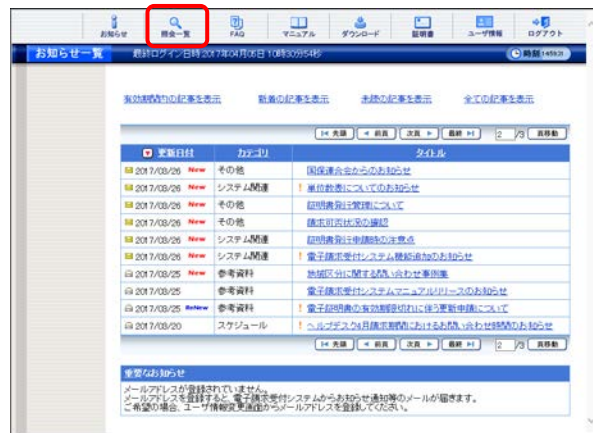 お知らせ 照会一覧 FAQ マニュアル ダウンロード 証明書 ユーザ情報 ログアウト
お知らせ一覧 最終ログイン日時:2017年04月05日 10時30分54秒 時刻
有効期間内の記事を表示 新着の記事を表示 未読の記事を表示 全ての記事を表示
先頭 前頁 次頁 最終 2 /3 頁移動
更新日付 カテゴリ タイトル
2017/03/26 New その他 国保連合会からのお知らせ
2017/03/26 New システム関連 ! 単位数表についてのお知らせ
2017/03/26 New その他 証明書発行管理について
2017/03/26 New その他 請求可否状況の確認
2017/03/26 New システム関連 証明書発行申請時の注意点
2017/03/26 New システム関連 ! 電子請求受付システム機能追加のお知らせ
2017/03/25 New 参考資料 地域区分に関する問い合わせ事例集
2017/03/25 参考資料 電子請求受付システムマニュアルリリースのお知らせ
2017/03/25 ReNew 参考資料 ! 電子証明書の有効期限切れに伴う更新申請について
2017/03/20 スケジュール ! ヘルプデスク4月請求期間におけるお問い合わせ時間のお知らせ
先頭 前頁 次頁 最終 2 /3 頁移動
重要なお知らせ
メールアドレスが登録されていません。
メールアドレスを登録すると、電子請求受付システムからお知らせ通知等のメールが届きます。
ご希望の場合、ユーザ情報変更画面からメールアドレスを登録してください。